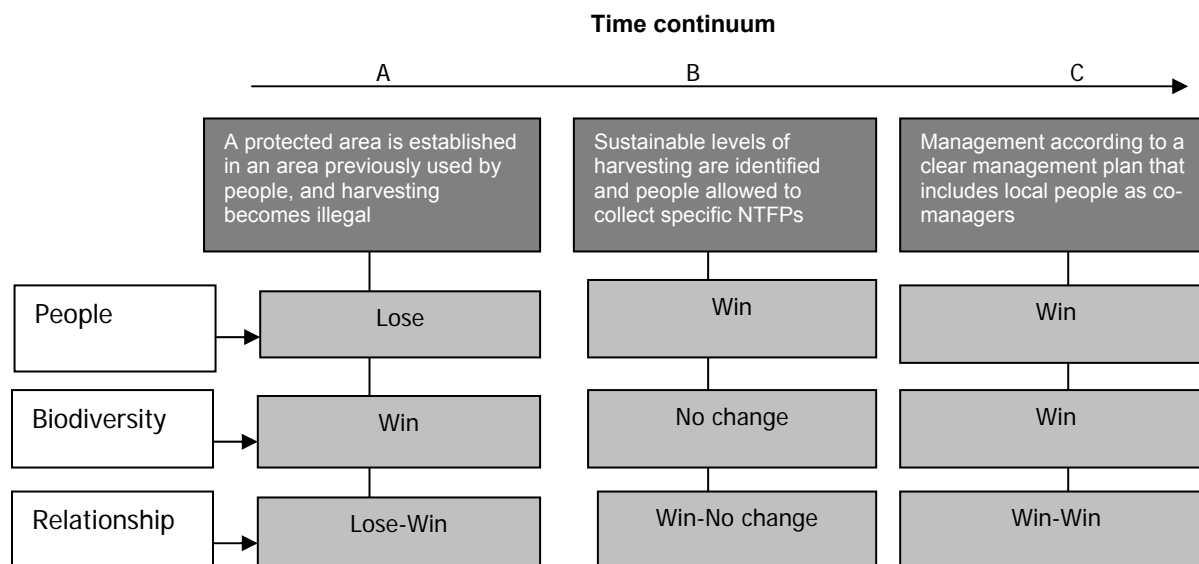 Time continuum
A B C
A protected area is established
in an area previously used by
people, and harvesting
becomes illegal
Sustainable levels of
harvesting are identified
and people allowed to
collect specific NTFPs
Management according to a
clear management plan that
includes local people as co-
managers
People
Lose
Win
Win
Biodiversity
Win
No change
Win
Relationship
Lose-Win
Win-No change
Win-Win